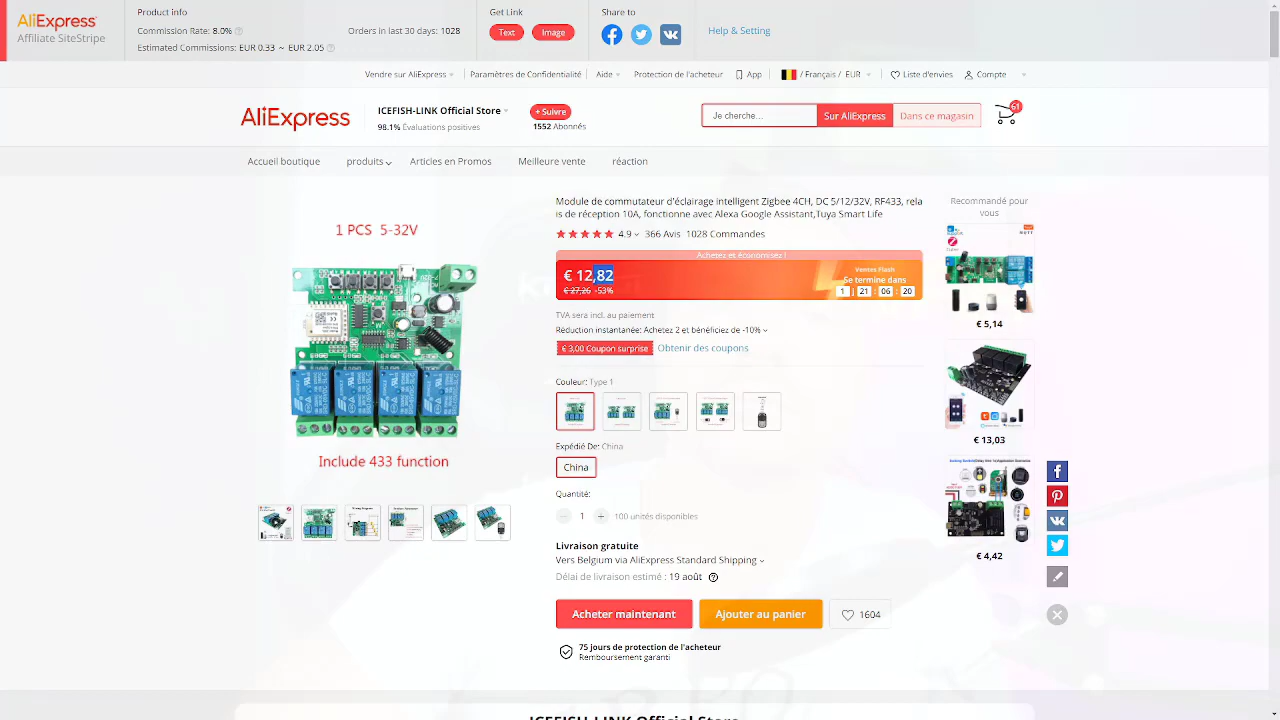 AliExpress
Affiliate SiteStripe
Product info
Commission Rate: 8.0%
Orders in last 30 days: 1028
Estimated Commissions: EUR 0.33 ~ EUR 2.05
Get Link
Text
Image
Share to
Help & Setting
Vendre sur AliExpress
Paramètres de Confidentialité
Aide
Protection de l'acheteur
App
/ Français / EUR
Liste d'envies
Compte
AliExpress
ICEFISH-LINK Official Store
98.1% Évaluations positives
+ Suivre
1552 Abonnés
Je cherche...
Sur AliExpress
Dans ce magasin
61
Accueil boutique
produits
Articles en Promos
Meilleure vente
réaction
1 PCS 5-32V
Include 433 function
Module de commutateur d'éclairage intelligent Zigbee 4CH, DC 5/12/32V, RF433, rela
is de réception 10A, fonctionne avec Alexa Google Assistant,Tuya Smart Life
4.9
366 Avis
1028 Commandes
Achetez et économisez !
€ 12,82
€ 27,26 -53%
Ventes Flash
Se termine dans
1 : 21 : 06 : 20
TVA sera incl. au paiement
Réduction instantanée: Achetez 2 et bénéficiez de -10%
€ 3,00 Coupon surprise
Obtenir des coupons
Couleur: Type 1
Expédié De: China
China
Quantité:
1
100 unités disponibles
Livraison gratuite
Vers Belgium via AliExpress Standard Shipping
Délai de livraison estimé : 19 août
Acheter maintenant
Ajouter au panier
1604
75 jours de protection de l'acheteur
Remboursement garanti
Recommandé pour
vous
€ 5,14
€ 13,03
€ 4,42
ICEFISH-LINK Official Store